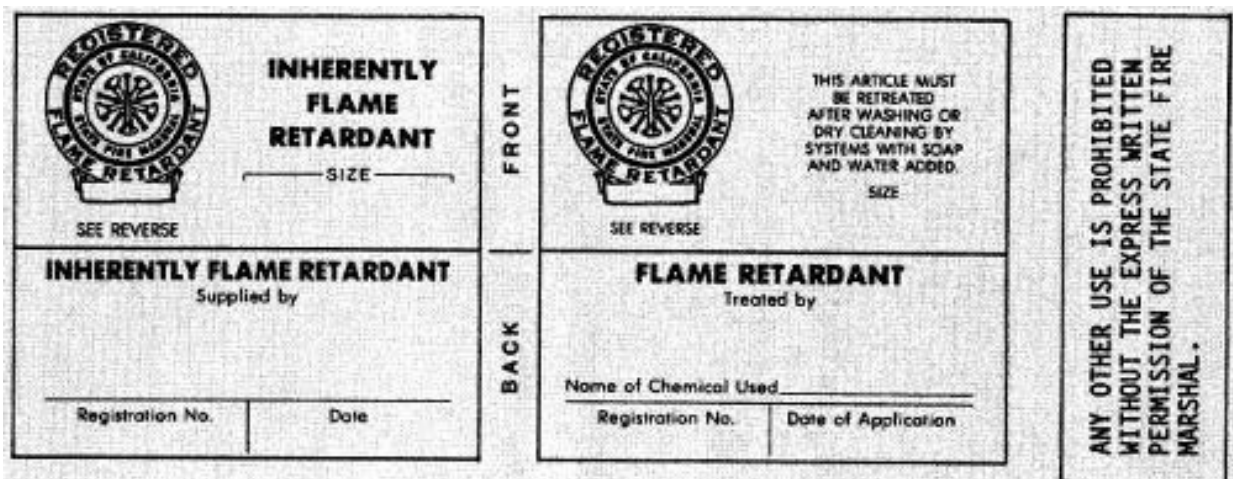 REGISTERED
STATE OF CALIFORNIA
STATE FIRE MARSHAL
FLAME RETARDANT
INHERENTLY
FLAME
RETARDANT
SIZE
SEE REVERSE
INHERENTLY FLAME RETARDANT
Supplied by
Registration No.
Date
FRONT
BACK
REGISTERED
STATE OF CALIFORNIA
STATE FIRE MARSHAL
FLAME RETARDANT
THIS ARTICLE MUST
BE RETREATED
AFTER WASHING OR
DRY CLEANING BY
SYSTEMS WITH SOAP
AND WATER ADDED.
SIZE
SEE REVERSE
FLAME RETARDANT
Treated by
Name of Chemical Used
Registration No.
Date of Application
ANY OTHER USE IS PROHIBITED
WITHOUT THE EXPRESS WRITTEN
PERMISSION OF THE STATE FIRE
MARSHAL.